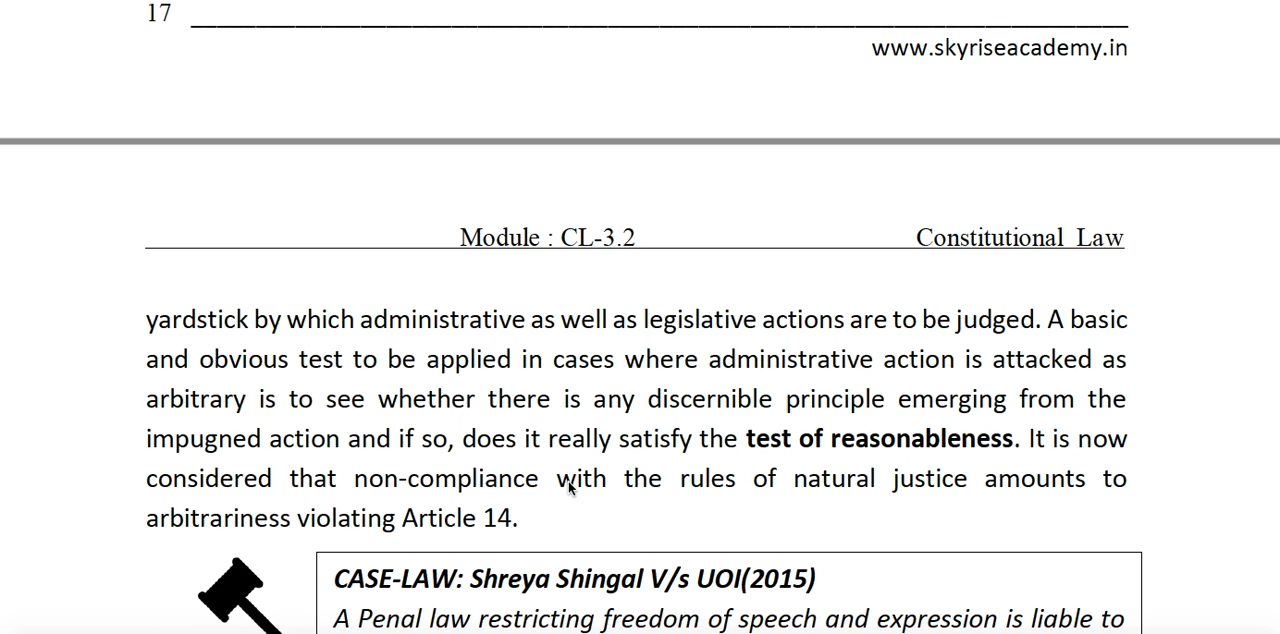 17
www.skyriseacademy.in
Module : CL-3.2 Constitutional Law
yardstick by which administrative as well as legislative actions are to be judged. A basic
and obvious test to be applied in cases where administrative action is attacked as
arbitrary is to see whether there is any discernible principle emerging from the
impugned action and if so, does it really satisfy the test of reasonableness. It is now
considered that non-compliance with the rules of natural justice amounts to
arbitrariness violating Article 14.
CASE-LAW: Shreya Shingal V/s UOI(2015)
A Penal law restricting freedom of speech and expression is liable to